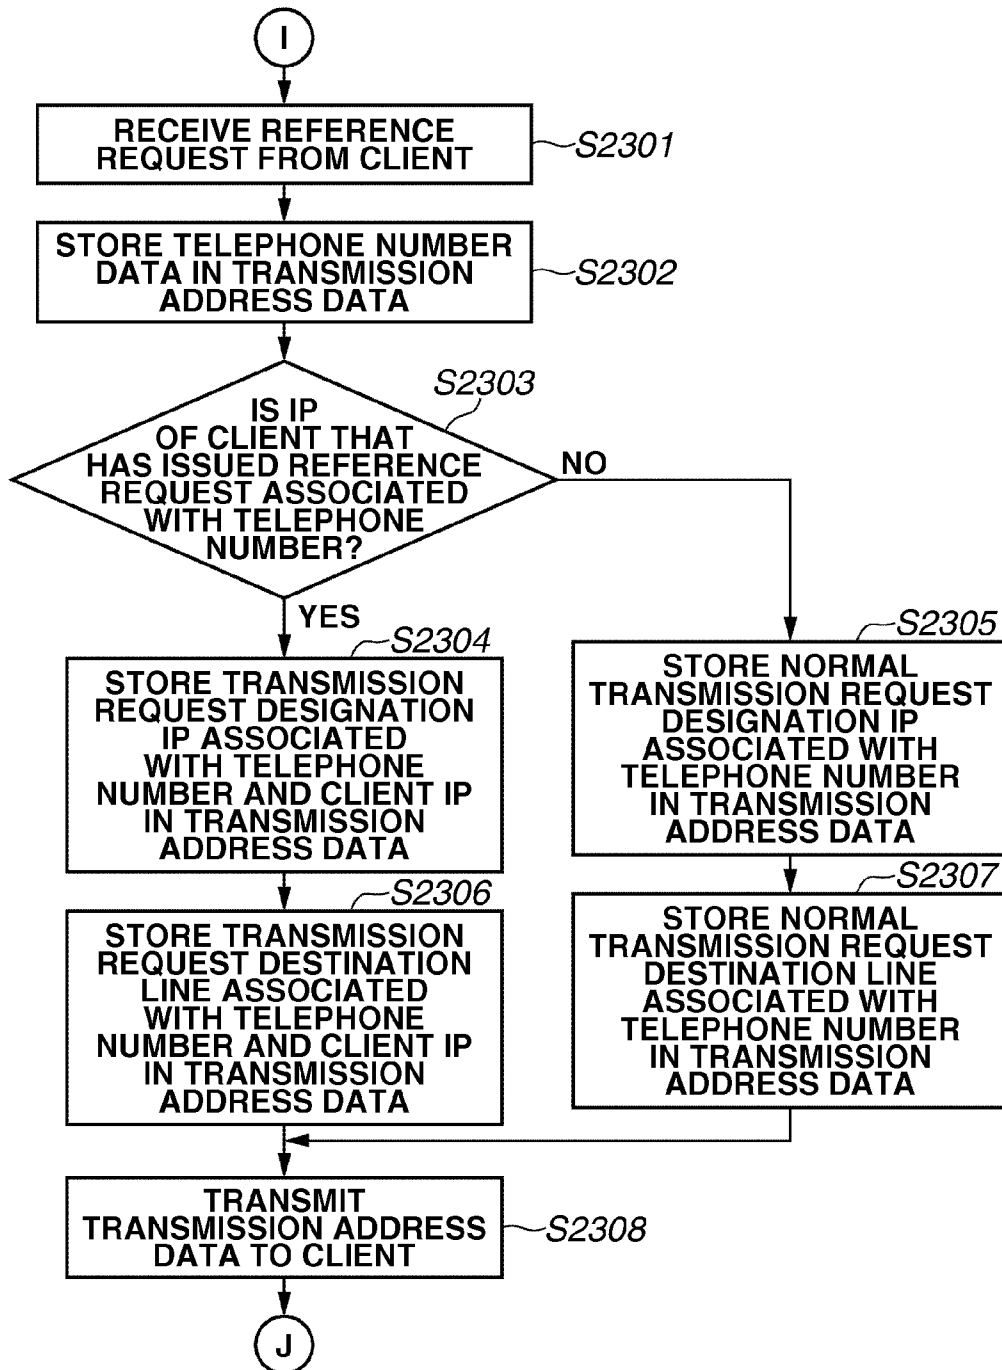 I
RECEIVE REFERENCE
REQUEST FROM CLIENT
S2301
STORE TELEPHONE NUMBER
DATA IN TRANSMISSION
ADDRESS DATA
S2302
S2303
IS IP
OF CLIENT THAT
HAS ISSUED REFERENCE
REQUEST ASSOCIATED
WITH TELEPHONE
NUMBER?
NO
YES
S2304
STORE TRANSMISSION
REQUEST DESIGNATION
IP ASSOCIATED
WITH TELEPHONE
NUMBER AND CLIENT IP
IN TRANSMISSION
ADDRESS DATA
S2305
STORE NORMAL
TRANSMISSION REQUEST
DESIGNATION IP
ASSOCIATED WITH
TELEPHONE NUMBER
IN TRANSMISSION
ADDRESS DATA
S2306
STORE TRANSMISSION
REQUEST DESTINATION
LINE ASSOCIATED
WITH TELEPHONE
NUMBER AND CLIENT IP
IN TRANSMISSION
ADDRESS DATA
S2307
STORE NORMAL
TRANSMISSION REQUEST
DESTINATION LINE
ASSOCIATED WITH
TELEPHONE NUMBER
IN TRANSMISSION
ADDRESS DATA
TRANSMIT
TRANSMISSION ADDRESS
DATA TO CLIENT
S2308
J